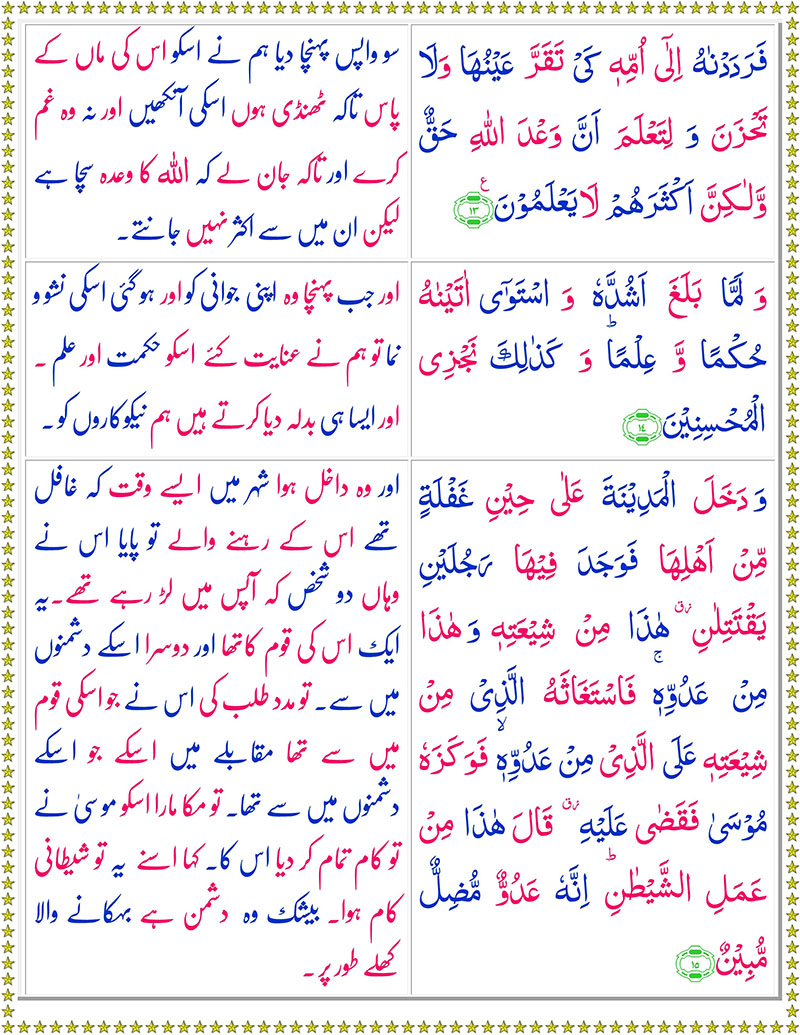 فَرَدَدْنٰهُ اِلٰٓى اُمِّهٖ كَىْ تَقَرَّ عَيْنُهَا وَلَا
تَحْزَنَ وَ لِتَعْلَمَ اَنَّ وَعْدَ اللّٰهِ حَقٌّ
وَّلٰـكِنَّ اَكْثَرَهُمْ لَا يَعْلَمُوْنَ ۧ ﴿۱۳﴾
سو واپس پہنچا دیا ہم نے اسکو اس کی ماں کے
پاس تاکہ ٹھنڈی ہوں اسکی آنکھیں اور نہ وہ غم
کرے اور تاکہ جان لے کہ اللہ کا وعدہ سچا ہے
لیکن ان میں سے اکثر نہیں جانتے۔
وَ لَمَّا بَلَغَ اَشُدَّهٗ وَ اسْتَوٰٓى اٰتَيْنٰهُ
حُكْمًا وَّ عِلْمًا ؕ وَ كَذٰلِكَ نَجْزِى
الْمُحْسِنِيْنَ ﴿۱٤﴾
اور جب پہنچا وہ اپنی جوانی کو اور ہو گئی اسکی نشو و
نما تو ہم نے عنایت کئے اسکو حکمت اور علم۔
اور ایسا ہی بدلہ دیا کرتے ہیں ہم نیکوکاروں کو۔
وَ دَخَلَ الْمَدِيْنَةَ عَلٰى حِيْنِ غَفْلَةٍ
مِّنْ اَهْلِهَا فَوَجَدَ فِيْهَا رَجُلَيْنِ
يَقْتَتِلٰنِ هٰذَا مِنْ شِيْعَتِهٖ وَ هٰذَا
مِنْ عَدُوِّهٖ ۚ فَاسْتَغَاثَهُ الَّذِىْ مِنْ
شِيْعَتِهٖ عَلَى الَّذِىْ مِنْ عَدُوِّهٖ ۙ فَوَكَزَهٗ
مُوْسٰى فَقَضٰى عَلَيْهِ قَالَ هٰذَا مِنْ
عَمَلِ الشَّيْطٰنِ ؕ اِنَّهٗ عَدُوٌّ مُّضِلٌّ
مُّبِيْنٌ ﴿۱٥﴾
اور وہ داخل ہوا شہر میں ایسے وقت کہ غافل
تھے اس کے رہنے والے تو پایا اس نے
وہاں دو شخص کہ آپس میں لڑ رہے تھے۔ یہ
ایک اس کی قوم کا تھا اور دوسرا اسکے دشمنوں
میں سے۔ تو مدد طلب کی اس نے جو اسکی قوم
میں سے تھا مقابلے میں اسکے جو اسکے
دشمنوں میں سے تھا۔ تو مکا مارا اسکو موسیٰ نے
تو کام تمام کر دیا اس کا۔ کہا اسنے یہ تو شیطانی
کام ہوا۔ بیشک وہ دشمن ہے بہکانے والا
کھلے طور پر۔